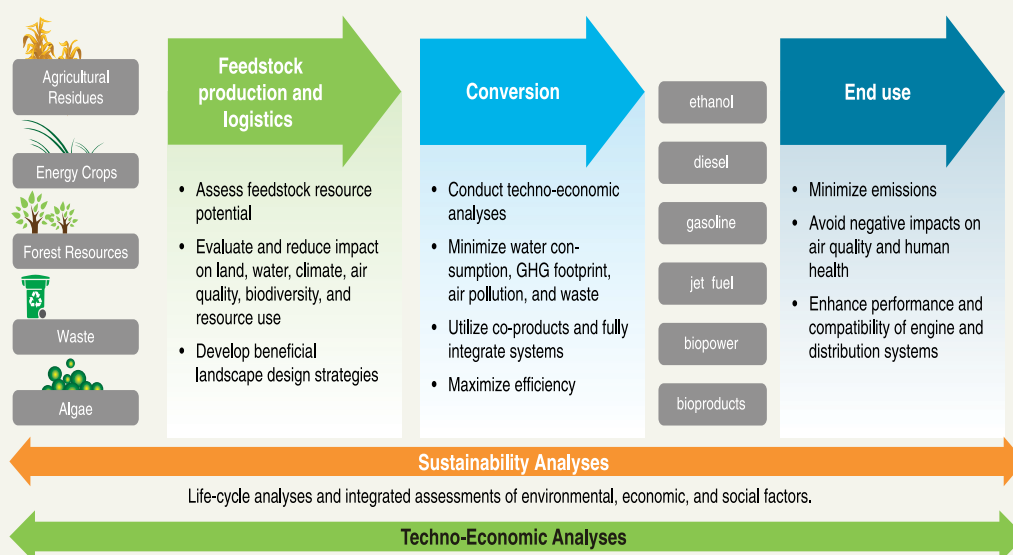 Agricultural
Residues
Energy Crops
Forest Resources
Waste
Algae
Feedstock
production and
logistics
• Assess feedstock resource
potential
• Evaluate and reduce impact
on land, water, climate, air
quality, biodiversity, and
resource use
• Develop beneficial
landscape design strategies
Conversion
• Conduct techno-economic
analyses
• Minimize water con-
sumption, GHG footprint,
air pollution, and waste
• Utilize co-products and fully
integrate systems
• Maximize efficiency
ethanol
diesel
gasoline
jet fuel
biopower
bioproducts
End use
• Minimize emissions
• Avoid negative impacts on
air quality and human
health
• Enhance performance and
compatibility of engine and
distribution systems
Sustainability Analyses
Life-cycle analyses and integrated assessments of environmental, economic, and social factors.
Techno-Economic Analyses